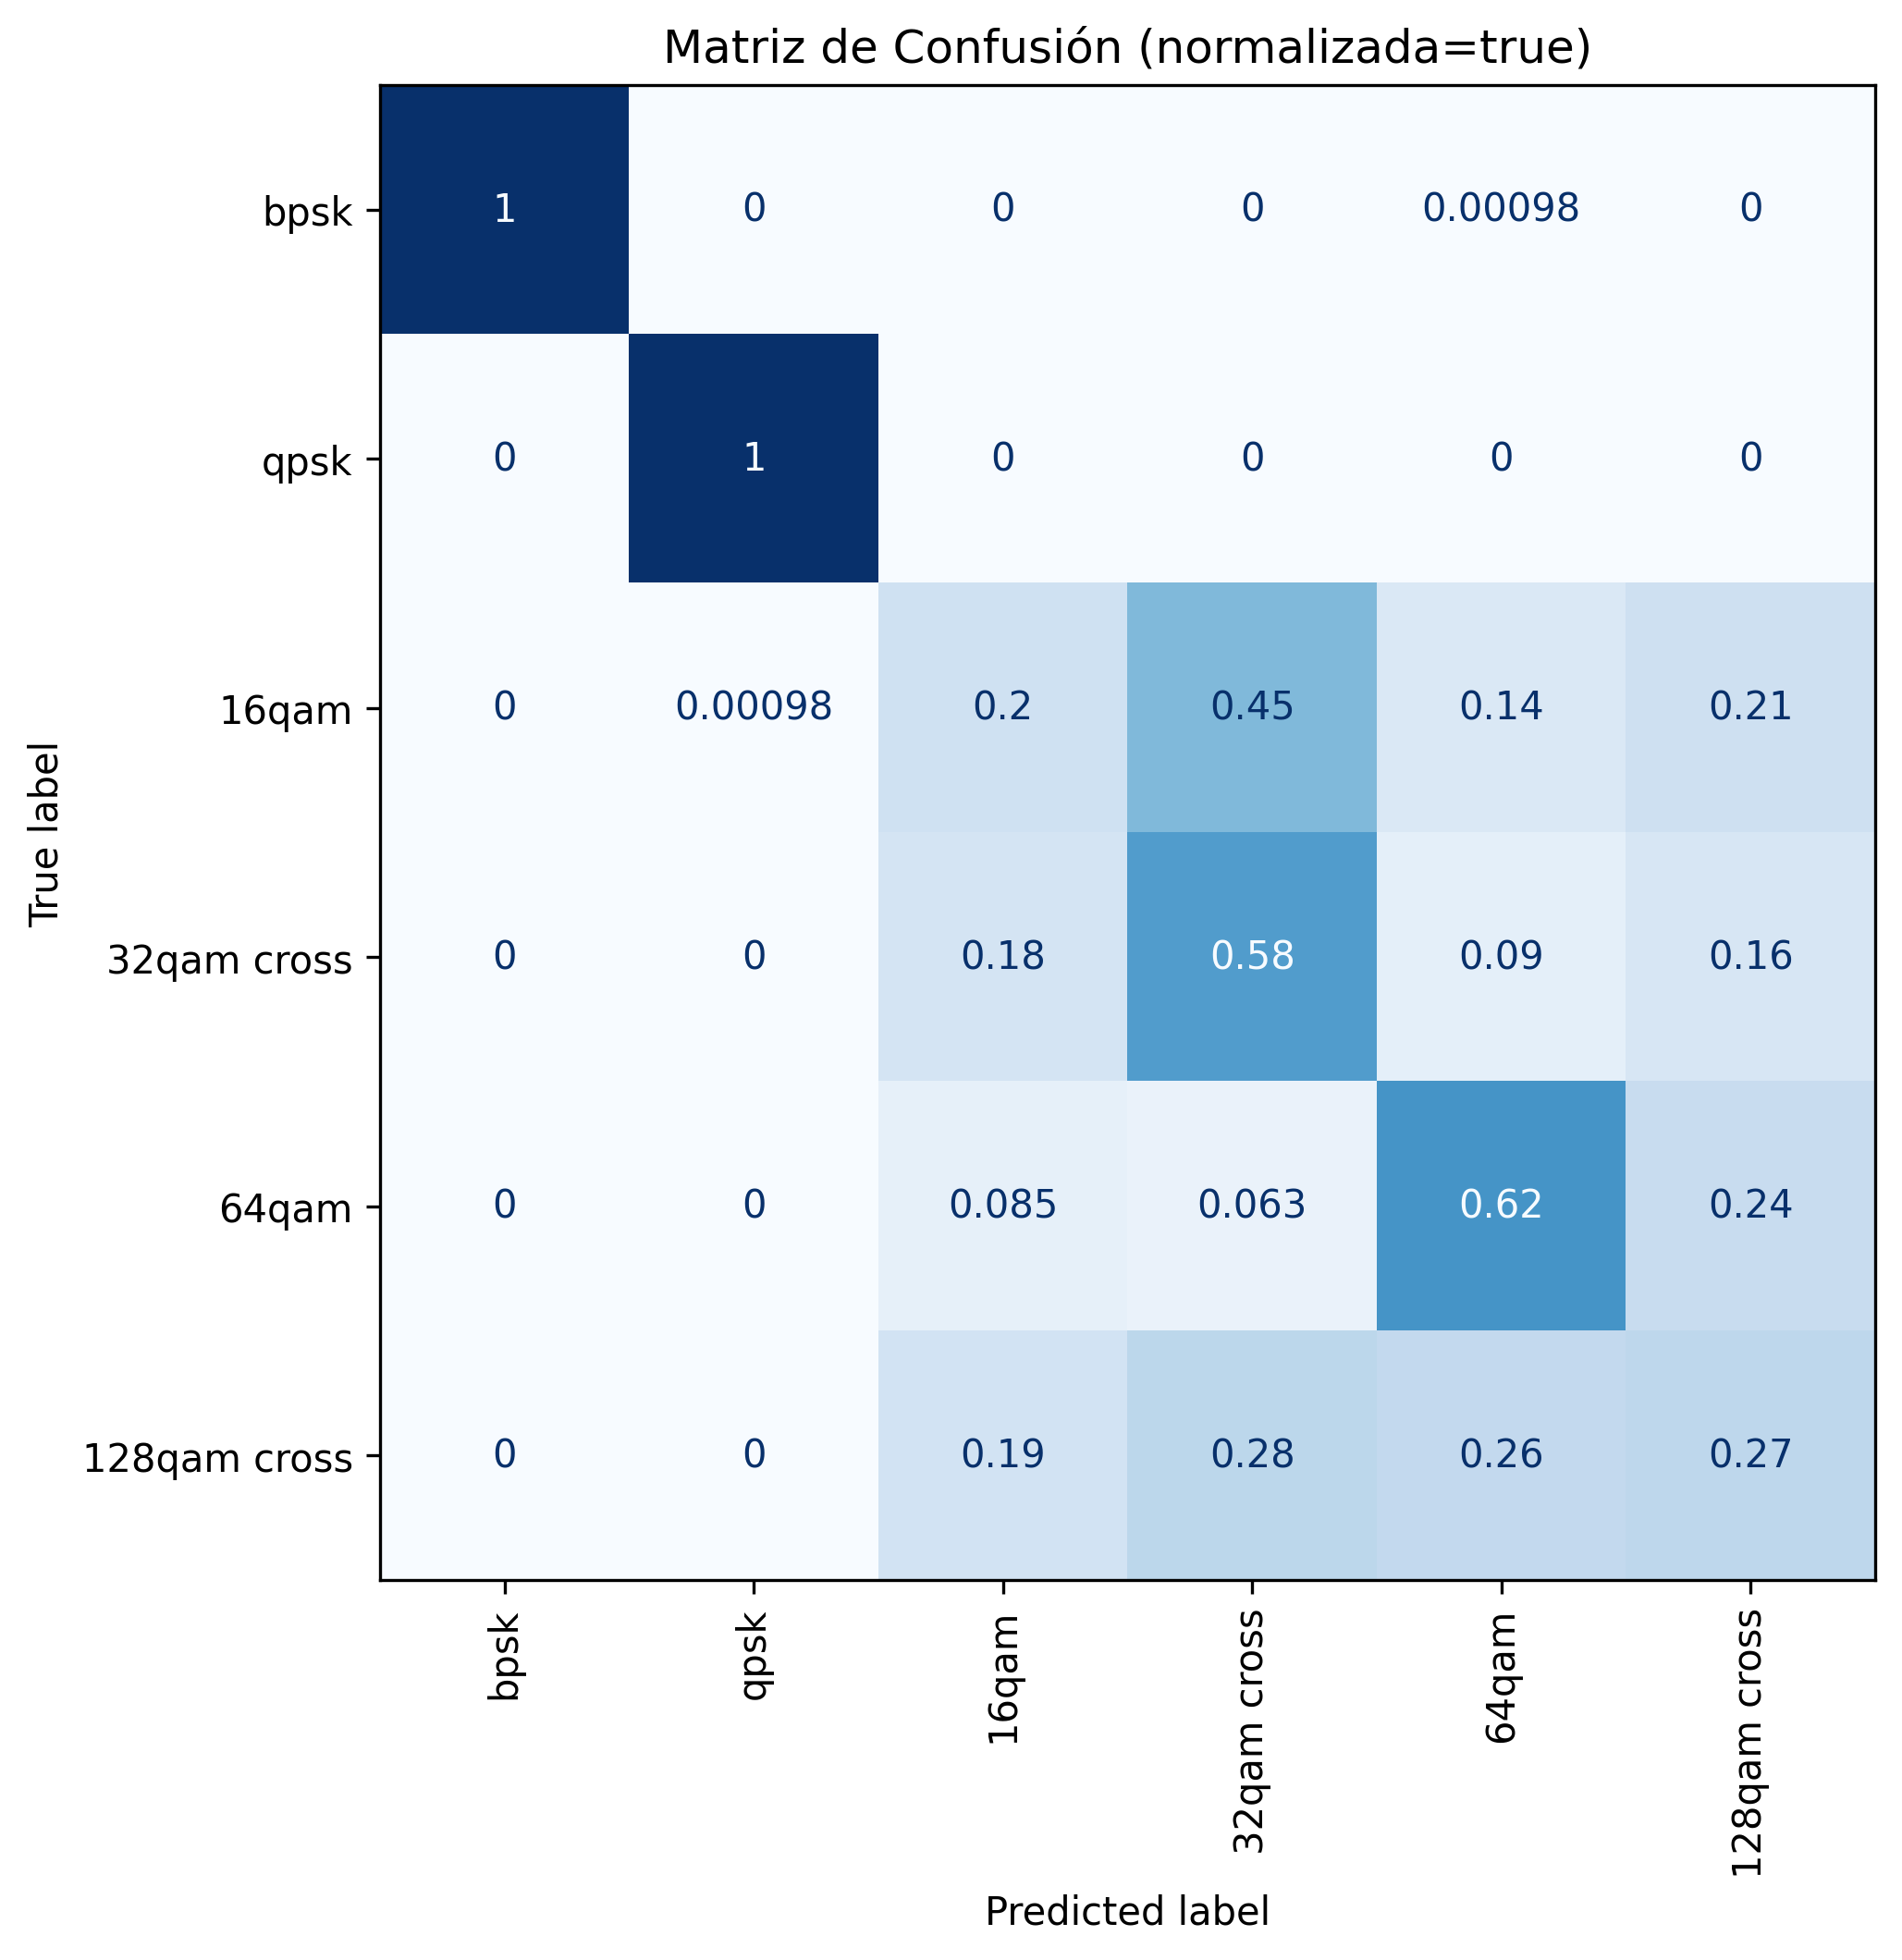 Matriz de Confusión (normalizada=true)
True label
bpsk 1 0 0 0 0.00098 0
qpsk 0 1 0 0 0 0
16qam 0 0.00098 0.2 0.45 0.14 0.21
32qam cross 0 0 0.18 0.58 0.09 0.16
64qam 0 0 0.085 0.063 0.62 0.24
128qam cross 0 0 0.19 0.28 0.26 0.27
bpsk qpsk 16qam 32qam cross 64qam 128qam cross
Predicted label